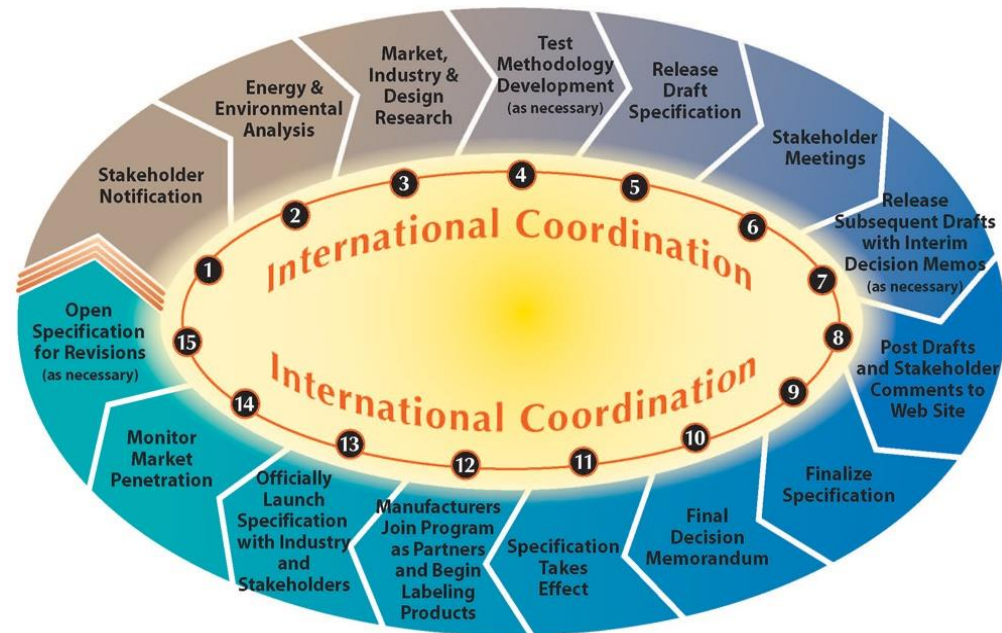 Stakeholder
Notification
Energy &
Environmental
Analysis
Market,
Industry &
Design
Research
Test
Methodology
Development
(as necessary)
Release
Draft
Specification
Stakeholder
Meetings
Release
Subsequent Drafts
with Interim
Decision Memos
(as necessary)
Post Drafts
and Stakeholder
Comments to
Web Site
Finalize
Specification
Final
Decision
Memorandum
Specification
Takes
Effect
Manufacturers
Join Program
as Partners
and Begin
Labeling
Products
Officially
Launch
Specification
with Industry
and
Stakeholders
Monitor
Market
Penetration
Open
Specification
for Revisions
(as necessary)
1
2
3
4
5
6
7
8
9
10
11
12
13
14
15
International Coordination
International Coordination